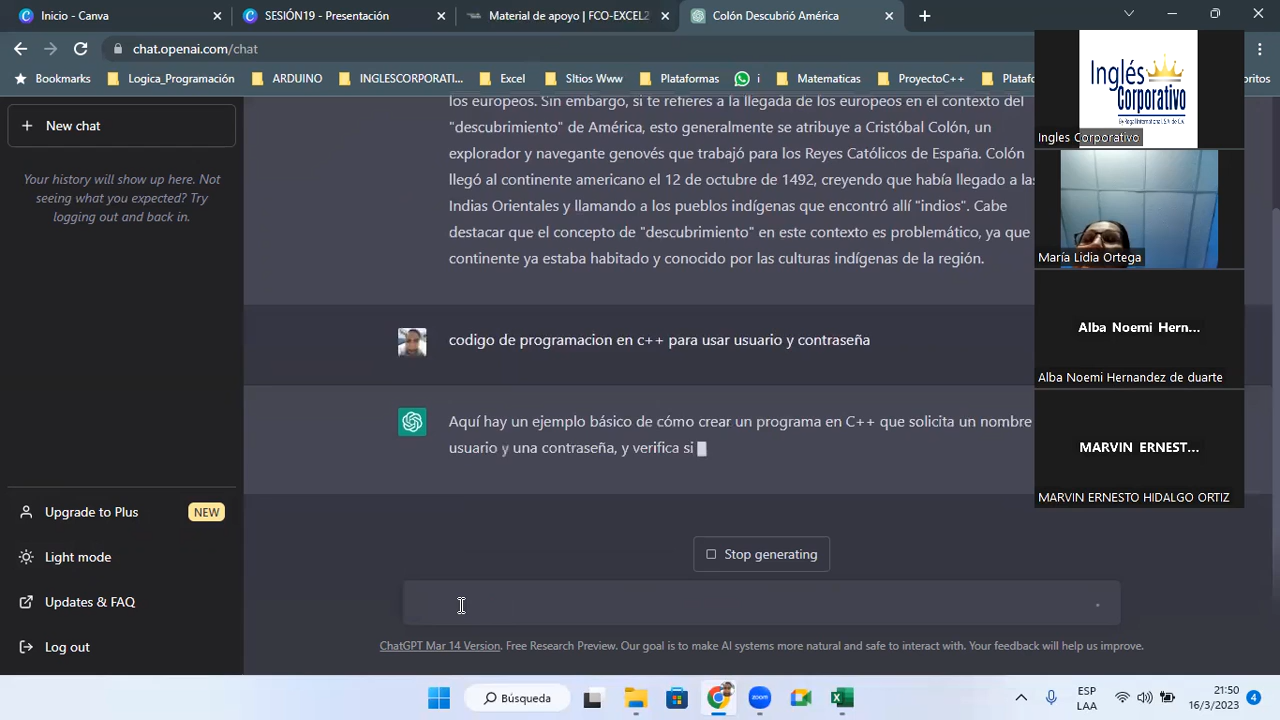 Inicio - Canva
SESIÓN19 - Presentación
Material de apoyo | FCO-EXCEL2
Colón Descubrió América
chat.openai.com/chat
Bookmarks
Logica_Programación
ARDUINO
INGLESCORPORATI...
Excel
SItios Www
Plataformas
i
Matematicas
ProyectoC++
Platafo
oritos
New chat
Your history will show up here. Not
seeing what you expected? Try
logging out and back in.
Upgrade to Plus
NEW
Light mode
Updates & FAQ
Log out
los europeos. Sin embargo, si te refieres a la llegada de los europeos en el contexto del
"descubrimiento" de América, esto generalmente se atribuye a Cristóbal Colón, un
explorador y navegante genovés que trabajó para los Reyes Católicos de España. Colón
llegó al continente americano el 12 de octubre de 1492, creyendo que había llegado a las
Indias Orientales y llamando a los pueblos indígenas que encontró allí "indios". Cabe
destacar que el concepto de "descubrimiento" en este contexto es problemático, ya que
continente ya estaba habitado y conocido por las culturas indígenas de la región.
codigo de programacion en c++ para usar usuario y contraseña
Aquí hay un ejemplo básico de cómo crear un programa en C++ que solicita un nombre
usuario y una contraseña, y verifica si
Stop generating
ChatGPT Mar 14 Version. Free Research Preview. Our goal is to make AI systems more natural and safe to interact with. Your feedback will help us improve.
Inglés
Corporativo
Ingles Corporativo
María Lidia Ortega
Alba Noemi Hern...
Alba Noemi Hernandez de duarte
MARVIN ERNEST...
MARVIN ERNESTO HIDALGO ORTIZ
Búsqueda
ESP
LAA
21:50
16/3/2023
4